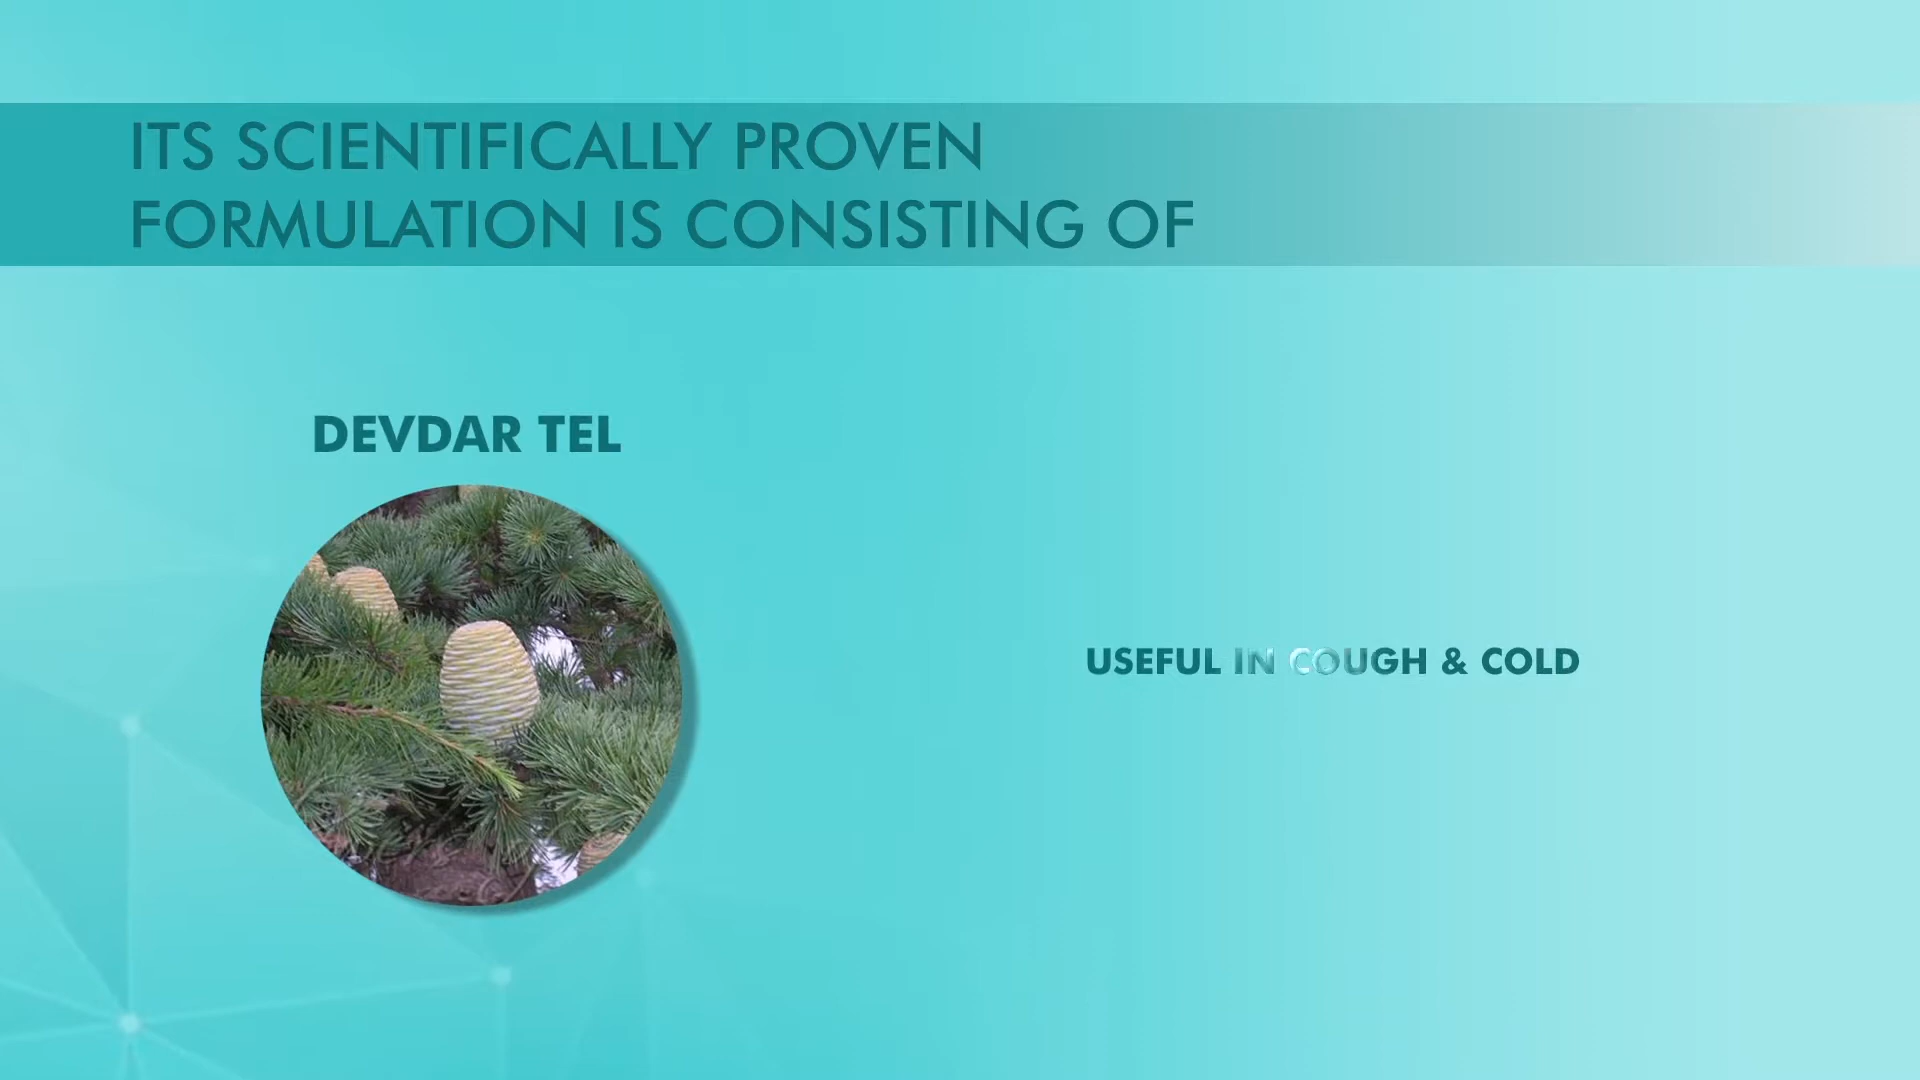 ITS SCIENTIFICALLY PROVEN
FORMULATION IS CONSISTING OF
DEVDAR TEL
USEFUL IN COUGH & COLD